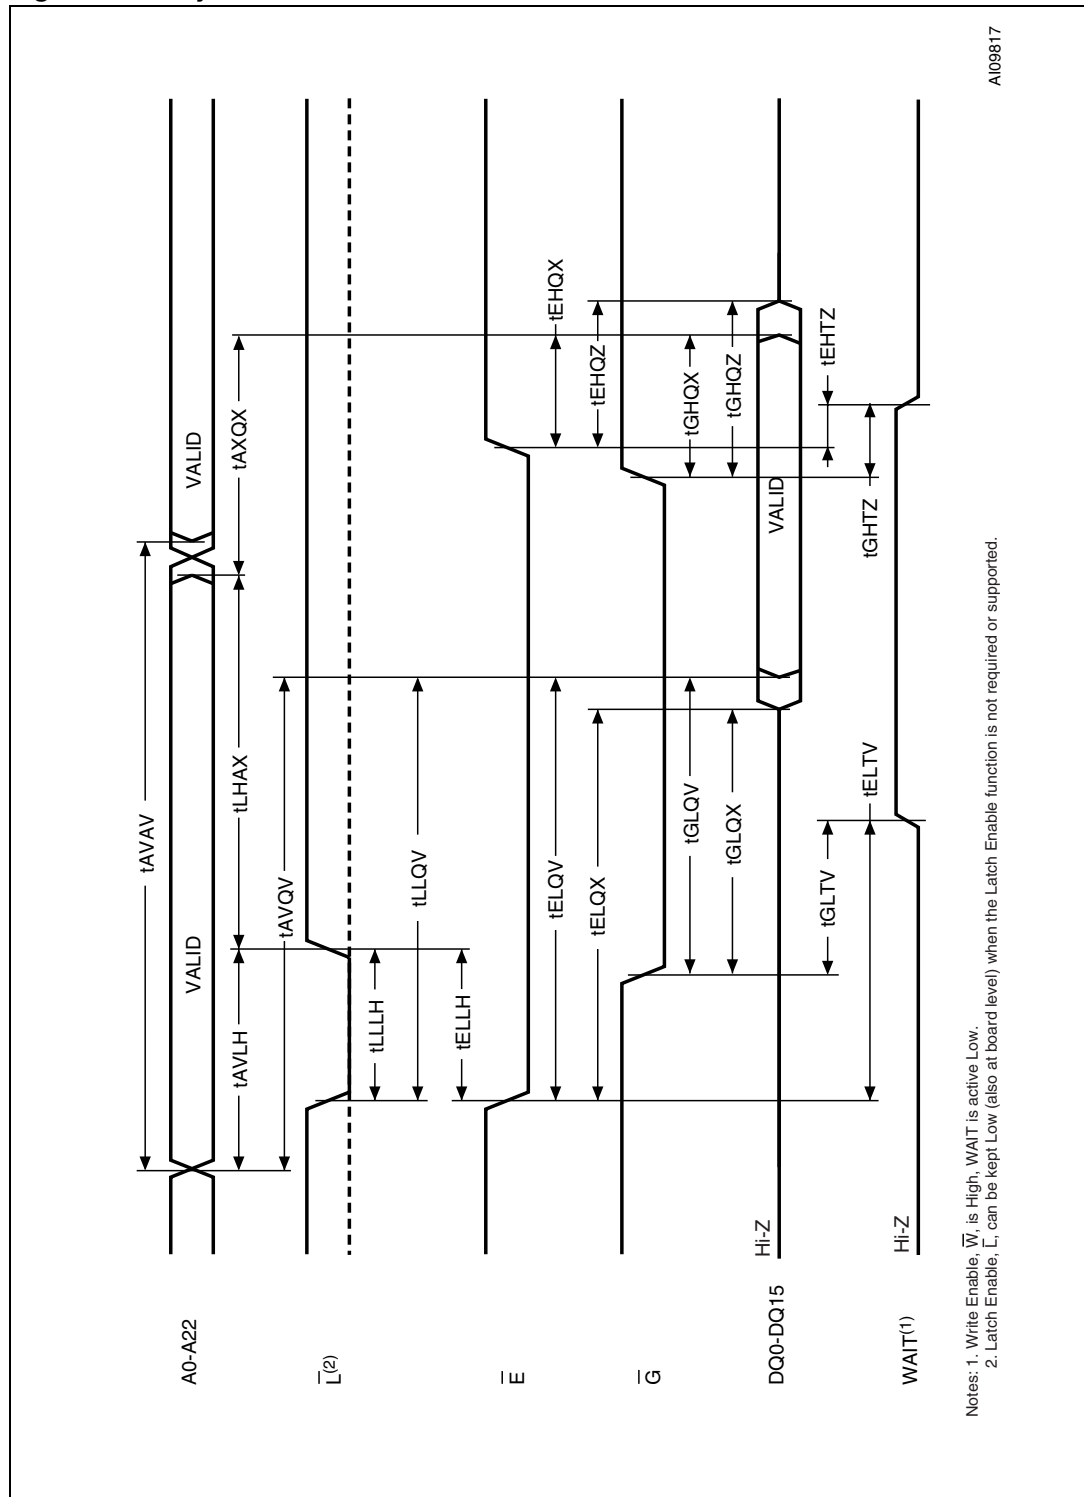 A0-A22
VALID
VALID
tAVAV
tAVLH
tLHAX
tAXQX
tAVQV
L(2)
tLLLH
tLLQV
tELLH
E
tELQV
tELQX
tEHQX
tEHQZ
G
tGLQV
tGLQX
tGHQX
tGHQZ
DQ0-DQ15
Hi-Z
VALID
tGLTV
tELTV
tEHTZ
tGHTZ
WAIT(1)
Hi-Z
Notes: 1. Write Enable, W̅, is High, WAIT is active Low.
2. Latch Enable, L̅, can be kept Low (also at board level) when the Latch Enable function is not required or supported.
AI09817